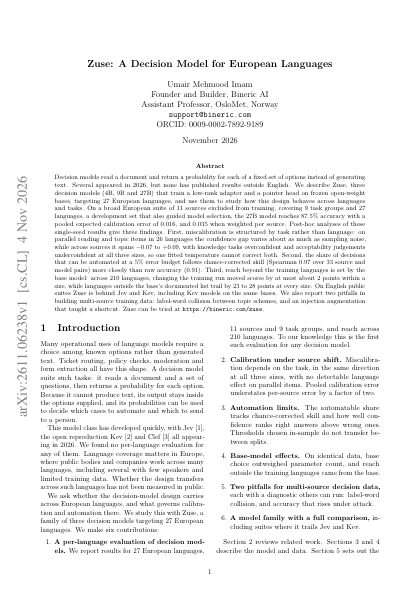 Zuse: A Decision Model for European Languages
Umair Mehmood Imam
Founder and Builder, Bineric AI
Assistant Professor, OsloMet, Norway
support@bineric.com
ORCID: 0009-0002-7892-9189
November 2026
arXiv:2611.06238v1 [cs.CL] 4 Nov 2026
Abstract
Decision models read a document and return a probability for each of a fixed set of options instead of generating
text. Several appeared in 2026, but none has published results outside English. We describe Zuse, three
decision models (4B, 9B and 27B) that train a low-rank adapter and a pointer head on frozen open-weight
bases, targeting 27 European languages, and use them to study how this design behaves across languages
and tasks. On a broad European suite of 11 sources excluded from training, covering 9 task groups and 27
languages, a development set that also guided model selection, the 27B model reaches 87.5% accuracy with a
pooled expected calibration error of 0.016, and 0.035 when weighted per source. Post-hoc analyses of these
single-seed results give three findings. First, miscalibration is structured by task rather than language: on
parallel reading and topic items in 26 languages the confidence gap varies about as much as sampling noise,
while across sources it spans −0.07 to +0.09, with knowledge tasks overconfident and acceptability judgements
underconfident at all three sizes, so one fitted temperature cannot correct both. Second, the share of decisions
that can be automated at a 5% error budget follows chance-corrected skill (Spearman 0.97 over 33 source and
model pairs) more closely than raw accuracy (0.91). Third, reach beyond the training languages is set by the
base model: across 210 languages, changing the training run moved scores by at most about 2 points within a
size, while languages outside the base's documented list trail by 23 to 28 points at every size. On English public
suites Zuse is behind Jev and Kev, including Kev models on the same bases. We also report two pitfalls in
building multi-source training data: label-word collision between topic schemes, and an injection augmentation
that taught a shortcut. Zuse can be tried at https://bineric.com/zuse.
1 Introduction
Many operational uses of language models require a
choice among known options rather than generated text.
Ticket routing, policy checks, moderation and
form extraction all have this shape. A decision model
suits such tasks: it reads a document and a set of
options, then returns a probability for each option.
Because it cannot produce text, its output stays inside
the options supplied, and its probabilities can be used
to decide which cases to automate and which to send
to a person.
This model class has developed quickly, with Jev [1],
the open reproduction Kev [2] and Chd [3] all appear-
ing in 2026. We found no per-language evaluation for
any of them. Language coverage matters in Europe,
where public bodies and companies work across many
languages, including several with few speakers and
limited training data. Whether the design transfers
across such languages has not been measured in public.
We ask whether the decision-model design carries
across European languages, and what governs calibra-
tion and automation there. We study this with Zuse, a
family of three decision models targeting 27 European
languages. We make six contributions:
1. A per-language evaluation of decision mod-
els. We report results for 27 European languages,
11 sources and 9 task groups, and reach across
210 languages. To our knowledge this is the first
such evaluation for any decision model.
2. Calibration under source shift. Miscalibra-
tion depends on the task, in the same direction
at all three sizes, with no detectable language
effect on parallel items. Pooled calibration error
understates per-source error by a factor of two.
3. Automation limits. The automatable share
tracks chance-corrected skill and how well con-
fidence ranks right answers above wrong ones.
Thresholds chosen in-sample do not transfer be-
tween splits.
4. Base-model effects. On identical data, base
choice outweighed parameter count, and reach
outside the training languages came from the base.
5. Two pitfalls for multi-source decision data,
each with a diagnostic others can run: label-word
collision, and accuracy that rises under attack.
6. A model family with a full comparison, in-
cluding suites where it trails Jev and Kev.
Section 2 reviews related work. Sections 3 and 4
describe the model and data. Section 5 sets out the
1